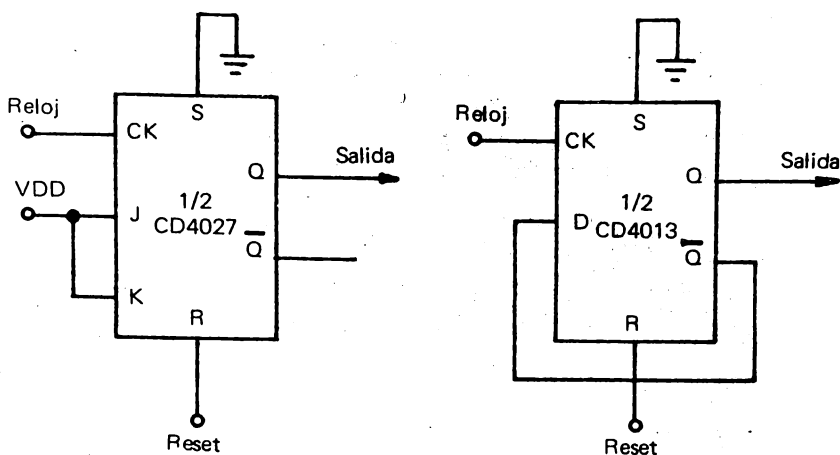 S
Reloj
CK
VDD
J
K
1/2
CD4027
Q
Q̅
R
Salida
Reset
S
Reloj
CK
D
1/2
CD4013
Q
Q̅
R
Salida
Reset